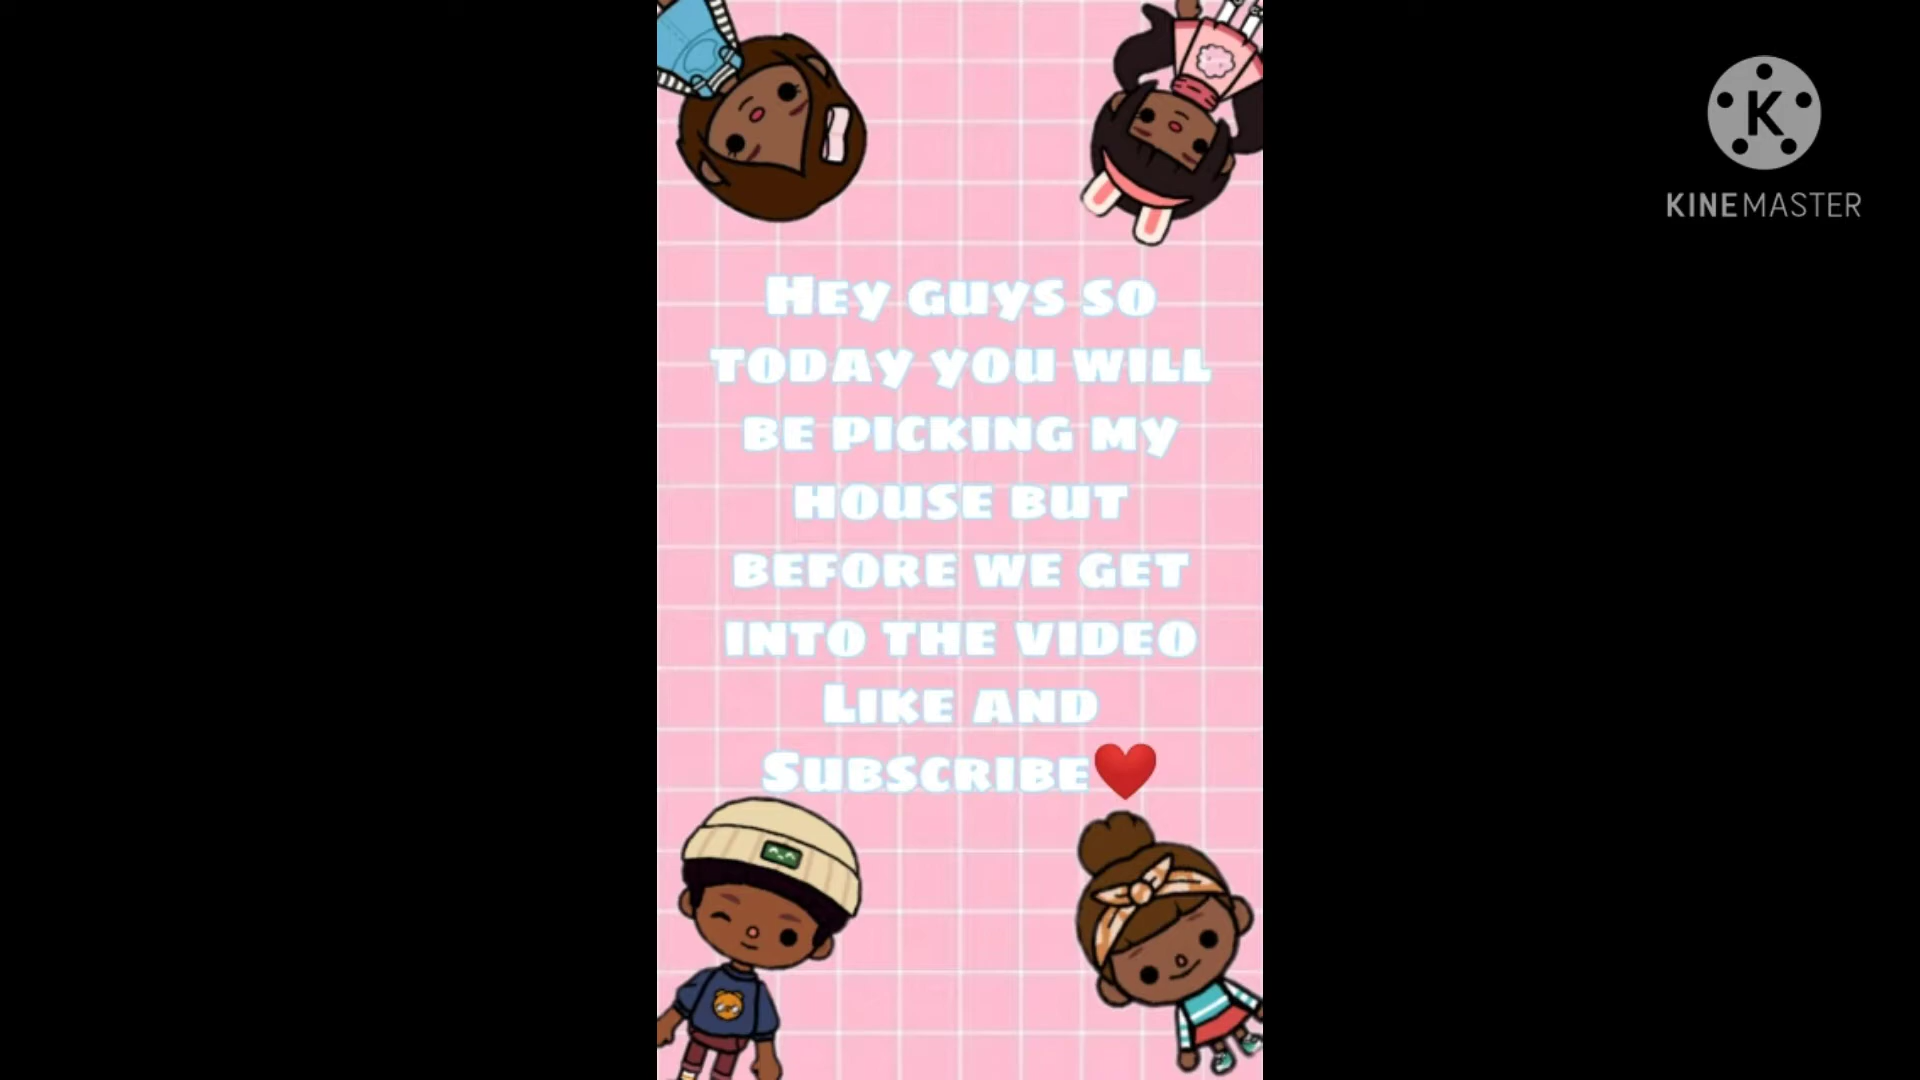 Hey guys so
today you will
be picking my
house but
before we get
into the video
Like and
Subscribe❤️
K
KINEMASTER